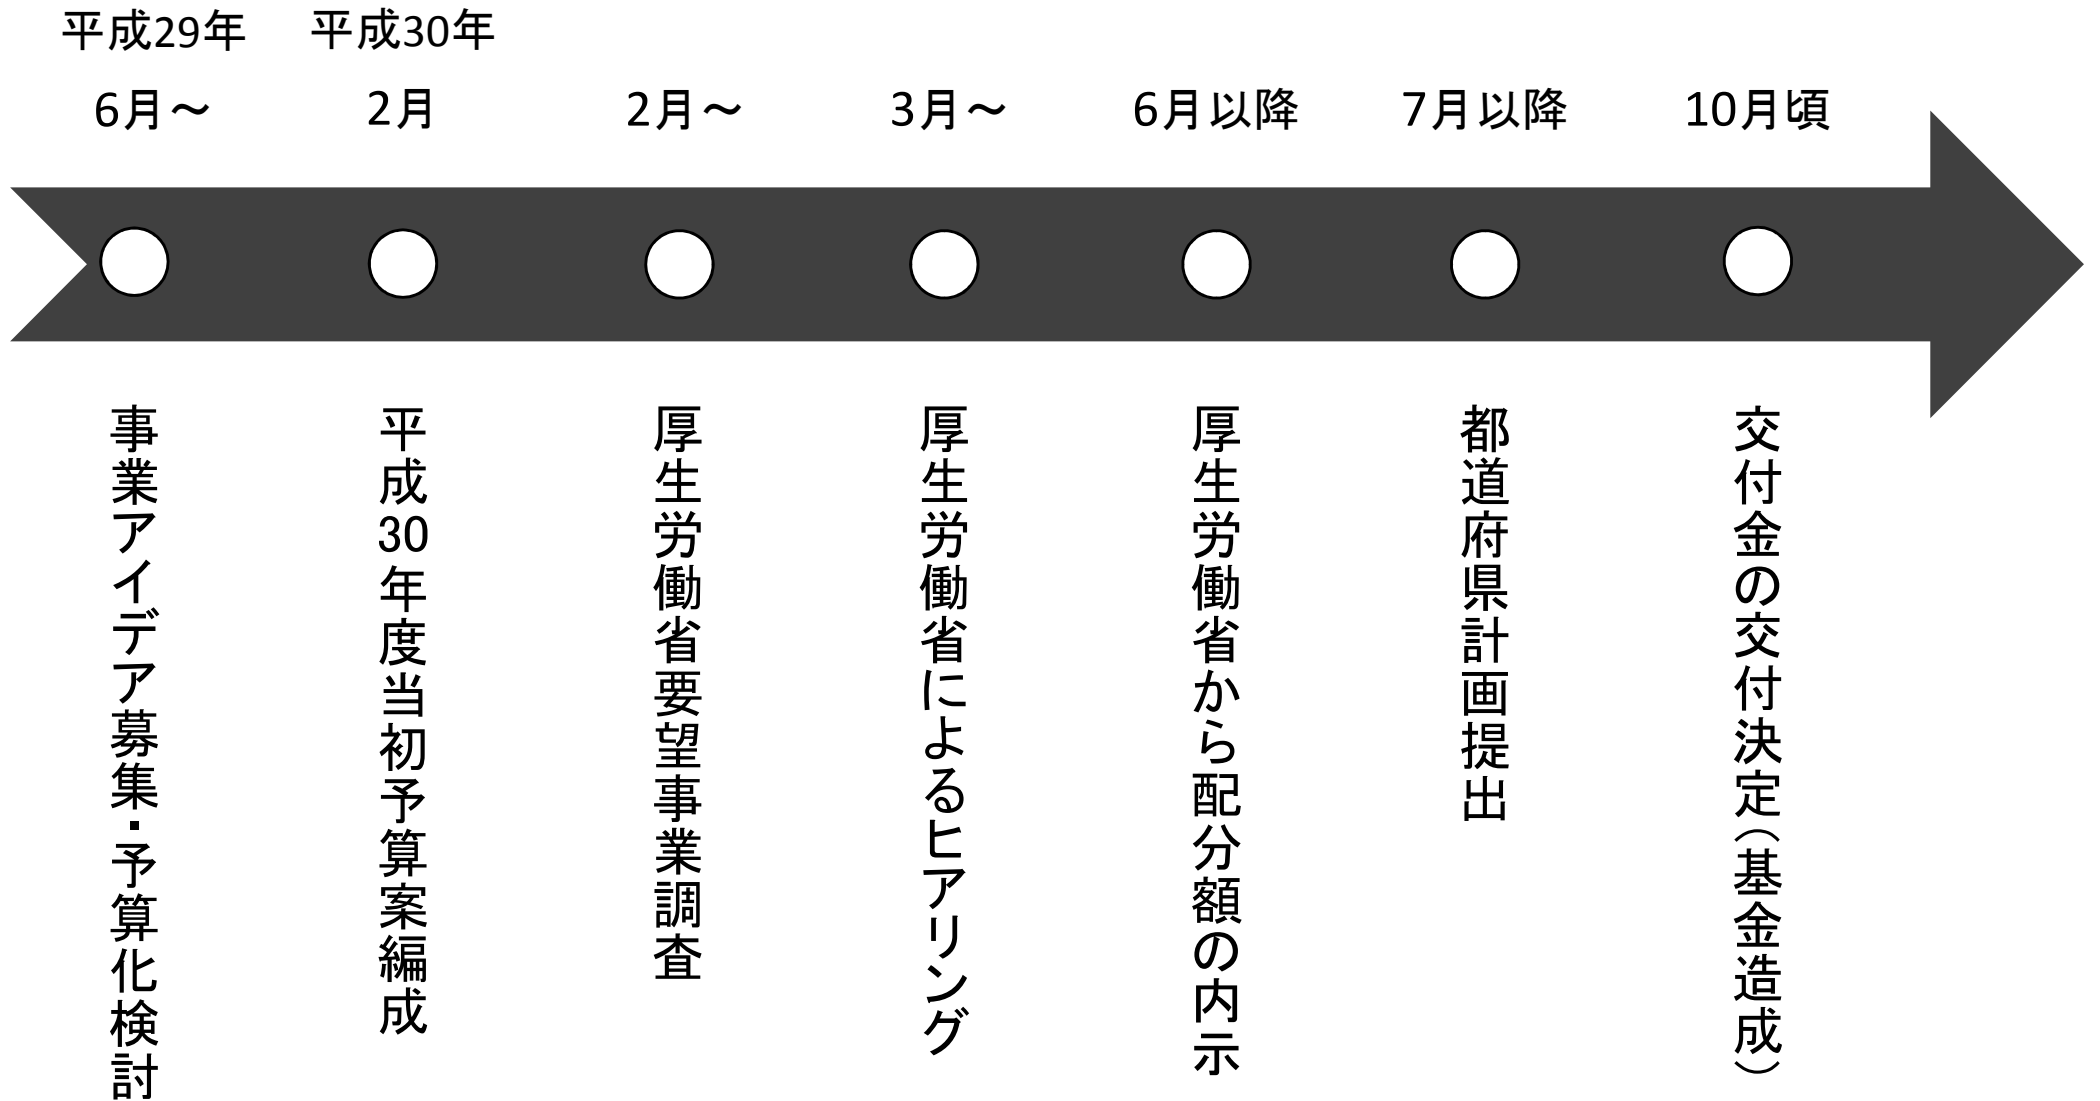 平成29年
平成30年
6月～
2月
2月～
3月～
6月以降
7月以降
10月頃
事業アイデア募集・予算化検討
平成30年度当初予算案編成
厚生労働省要望事業調査
厚生労働省によるヒアリング
厚生労働省から配分額の内示
都道府県計画提出
交付金の交付決定（基金造成）